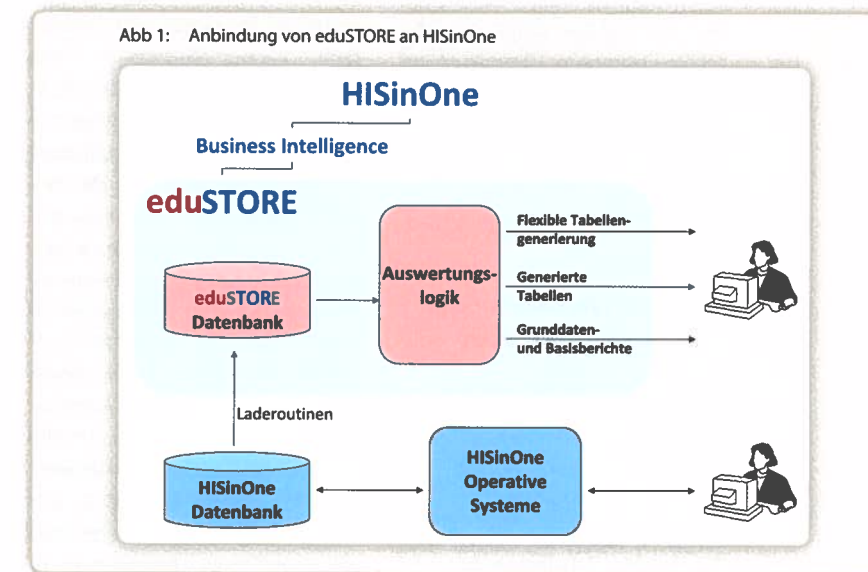 Abb 1: Anbindung von eduSTORE an HISinOne
HISinOne
Business Intelligence
eduSTORE
Flexible Tabellen-
generierung
Auswertungs-
logik
Generierte
Tabellen
Grunddaten-
und Basisberichte
eduSTORE
Datenbank
Laderoutinen
HISinOne
Datenbank
HISinOne
Operative
Systeme